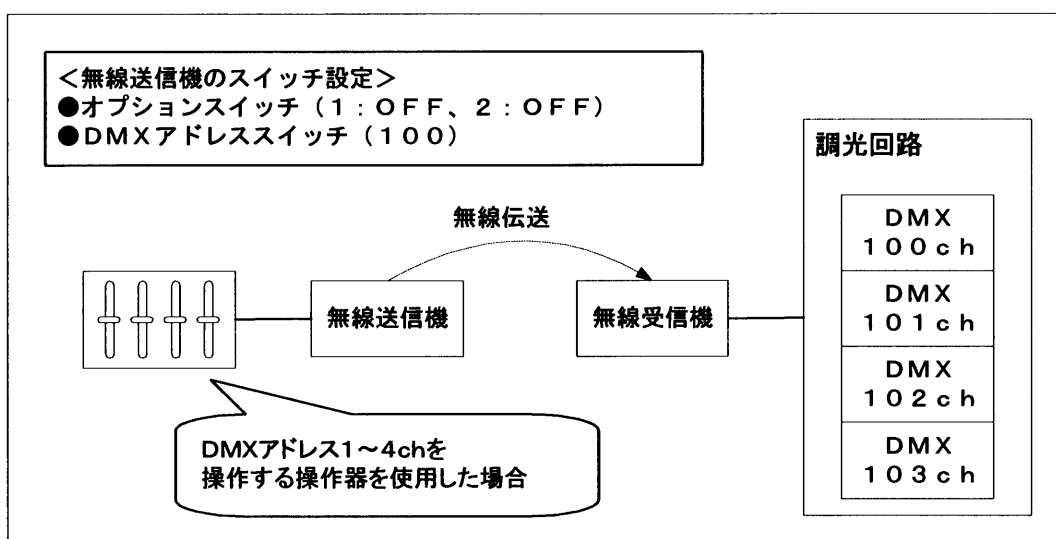 ＜無線送信機のスイッチ設定＞
●オプションスイッチ（１：ＯＦＦ、２：ＯＦＦ）
●ＤＭＸアドレススイッチ（１００）
調光回路
無線伝送
ＤＭＸ
１００ｃｈ
ＤＭＸ
１０１ｃｈ
ＤＭＸ
１０２ｃｈ
ＤＭＸ
１０３ｃｈ
無線送信機
無線受信機
DMXアドレス1～4chを
操作する操作器を使用した場合